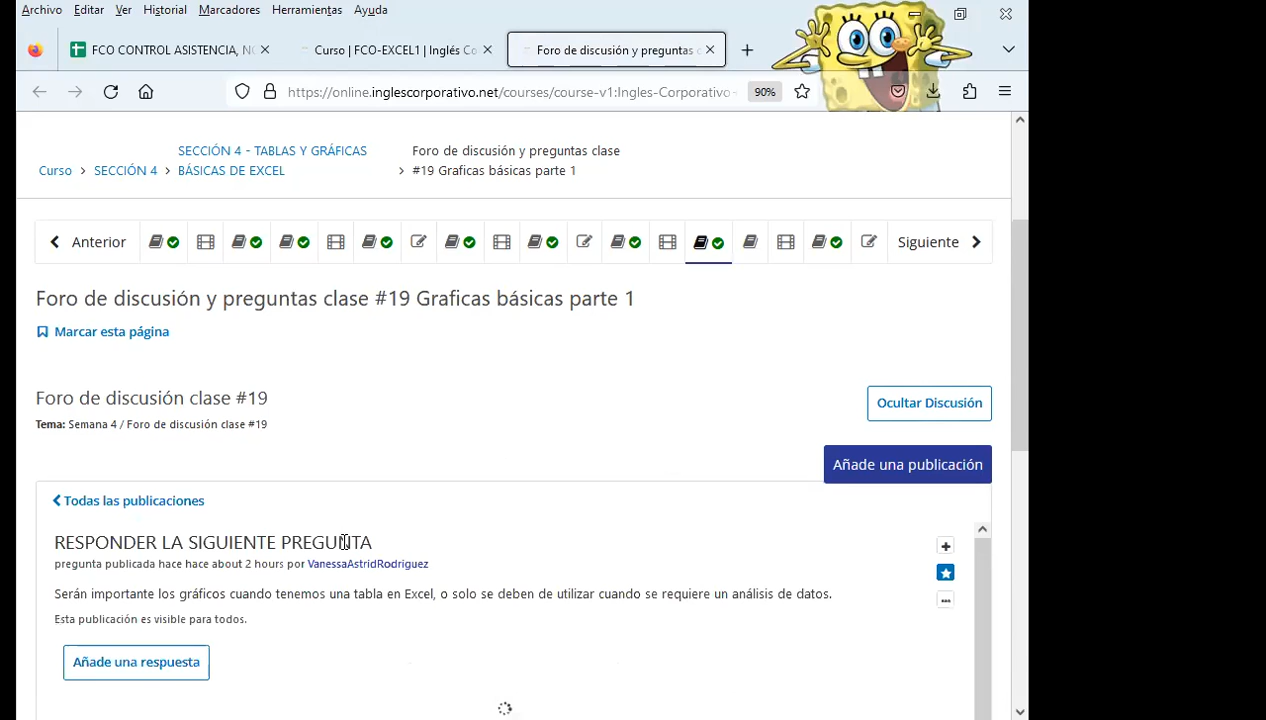 Archivo Editar Ver Historial Marcadores Herramientas Ayuda
FCO CONTROL ASISTENCIA, NO
Curso | FCO-EXCEL1 | Inglés Co
Foro de discusión y preguntas c
https://online.inglescorporativo.net/courses/course-v1:Ingles-Corporativo
90%
SECCIÓN 4 - TABLAS Y GRÁFICAS
Foro de discusión y preguntas clase
Curso > SECCIÓN 4 > BÁSICAS DE EXCEL > #19 Graficas básicas parte 1
Anterior
Siguiente
Foro de discusión y preguntas clase #19 Graficas básicas parte 1
Marcar esta página
Foro de discusión clase #19
Ocultar Discusión
Tema: Semana 4 / Foro de discusión clase #19
Añade una publicación
Todas las publicaciones
RESPONDER LA SIGUIENTE PREGUNTA
pregunta publicada hace hace about 2 hours por VanessaAstridRodriguez
Serán importante los gráficos cuando tenemos una tabla en Excel, o solo se deben de utilizar cuando se requiere un análisis de datos.
Esta publicación es visible para todos.
Añade una respuesta